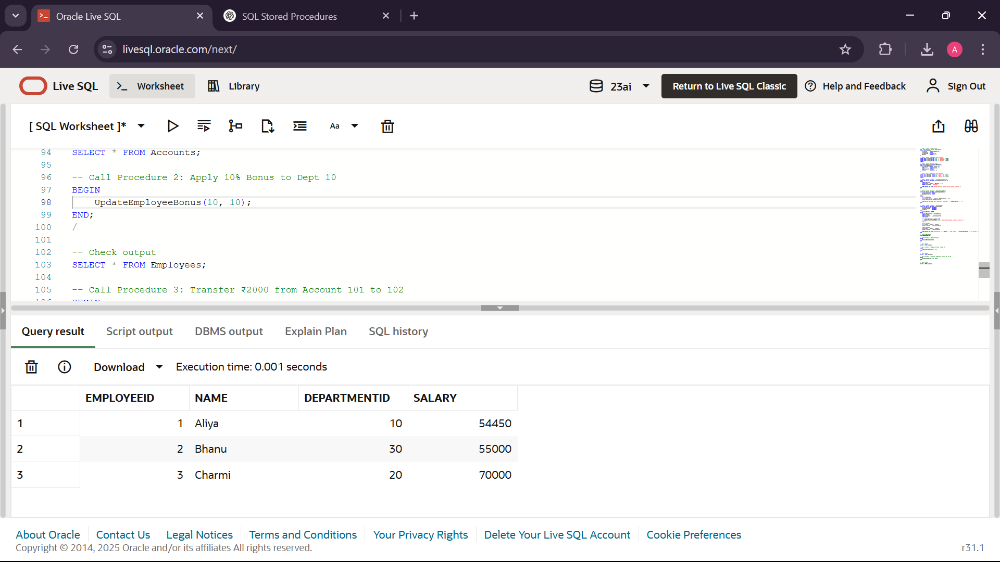 Oracle Live SQL
SQL Stored Procedures
livesql.oracle.com/next/
A
Live SQL
Worksheet
Library
23ai
Return to Live SQL Classic
Help and Feedback
Sign Out
[ SQL Worksheet ]*
Aa
94 SELECT * FROM Accounts;
95
96 -- Call Procedure 2: Apply 10% Bonus to Dept 10
97 BEGIN
98 UpdateEmployeeBonus(10, 10);
99 END;
100 /
101
102 -- Check output
103 SELECT * FROM Employees;
104
105 -- Call Procedure 3: Transfer ₹2000 from Account 101 to 102
106 BEGIN
Query result
Script output
DBMS output
Explain Plan
SQL history
Download
Execution time: 0.001 seconds
EMPLOYEEID NAME DEPARTMENTID SALARY
1 1 Aliya 10 54450
2 2 Bhanu 30 55000
3 3 Charmi 20 70000
About Oracle
Contact Us
Legal Notices
Terms and Conditions
Your Privacy Rights
Delete Your Live SQL Account
Cookie Preferences
Copyright © 2014, 2025 Oracle and/or its affiliates All rights reserved.
r31.1